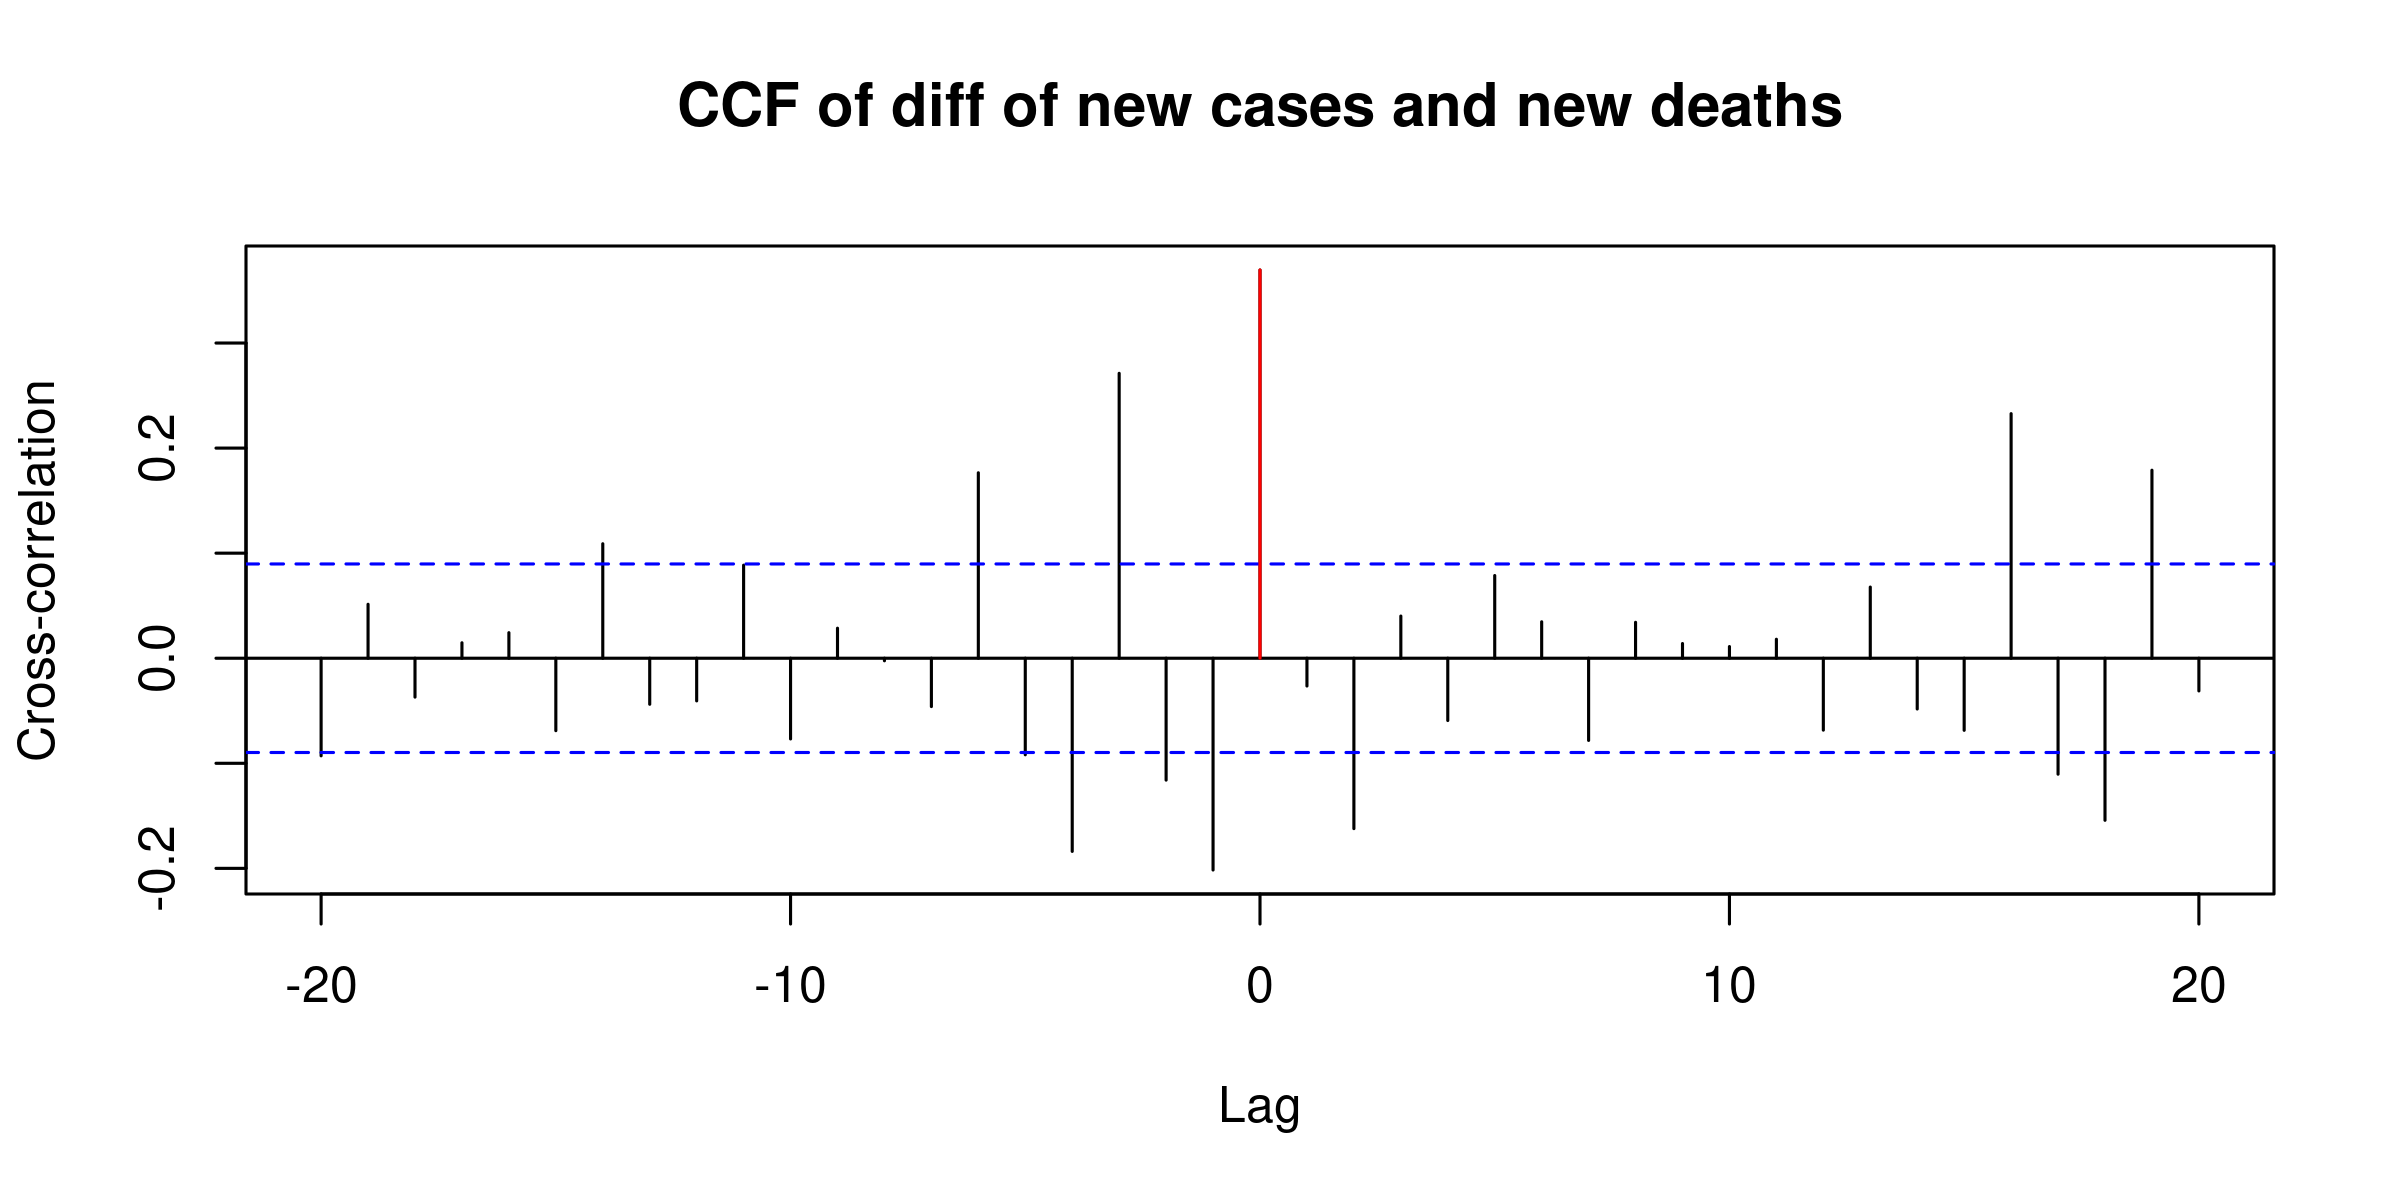 CCF of diff of new cases and new deaths
Cross-correlation
0.2
0.0
-0.2
-20 -10 0 10 20
Lag